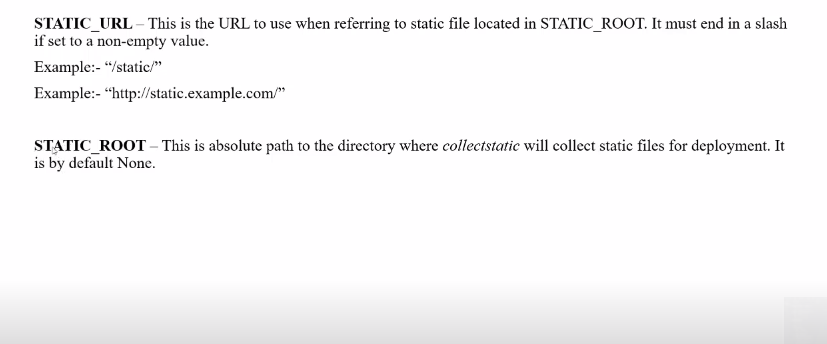 STATIC_URL – This is the URL to use when referring to static file located in STATIC_ROOT. It must end in a slash
if set to a non-empty value.
Example:- “/static/”
Example:- “http://static.example.com/”
STATIC_ROOT – This is absolute path to the directory where collectstatic will collect static files for deployment. It
is by default None.